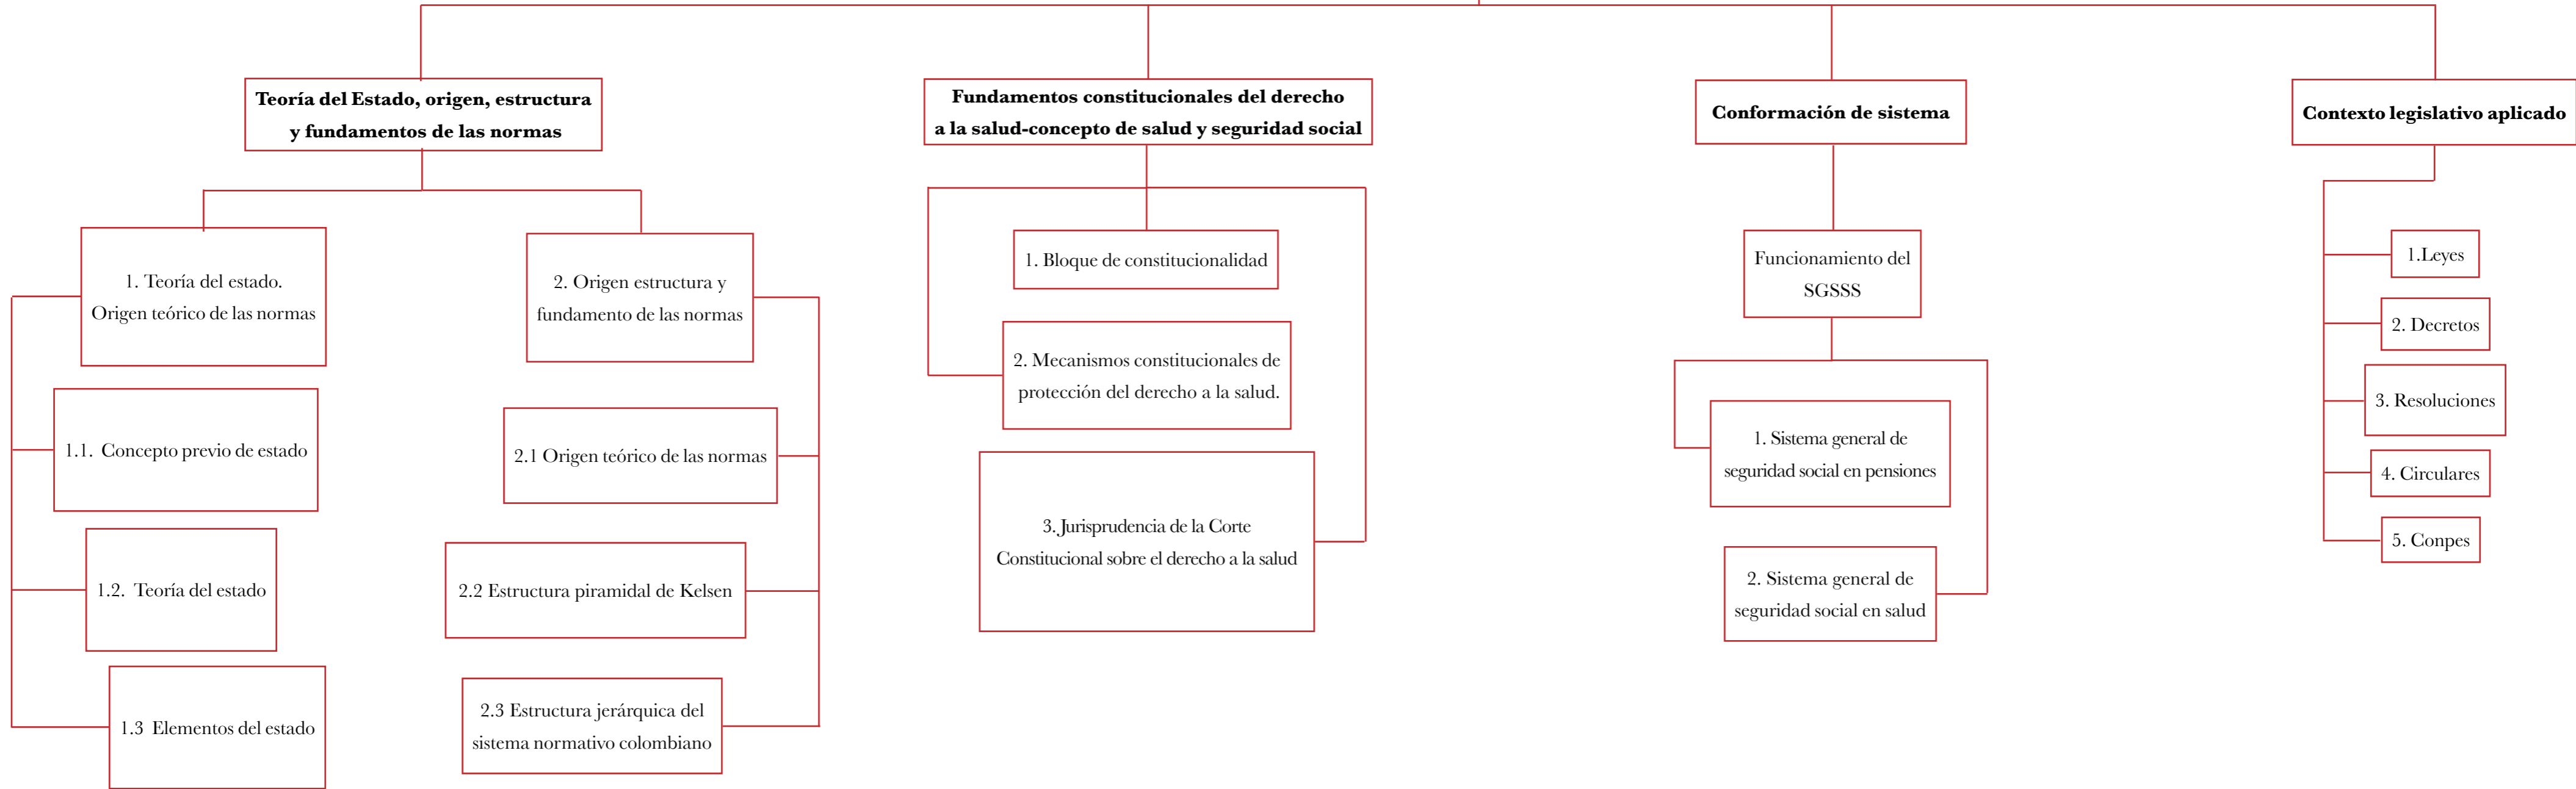 Teoría del Estado, origen, estructura
y fundamentos de las normas
1. Teoría del estado.
Origen teórico de las normas
1.1. Concepto previo de estado
1.2. Teoría del estado
1.3 Elementos del estado
2. Origen estructura y
fundamento de las normas
2.1 Origen teórico de las normas
2.2 Estructura piramidal de Kelsen
2.3 Estructura jerárquica del
sistema normativo colombiano
Fundamentos constitucionales del derecho
a la salud-concepto de salud y seguridad social
1. Bloque de constitucionalidad
2. Mecanismos constitucionales de
protección del derecho a la salud.
3. Jurisprudencia de la Corte
Constitucional sobre el derecho a la salud
Conformación de sistema
Funcionamiento del
SGSSS
1. Sistema general de
seguridad social en pensiones
2. Sistema general de
seguridad social en salud
Contexto legislativo aplicado
1.Leyes
2. Decretos
3. Resoluciones
4. Circulares
5. Conpes